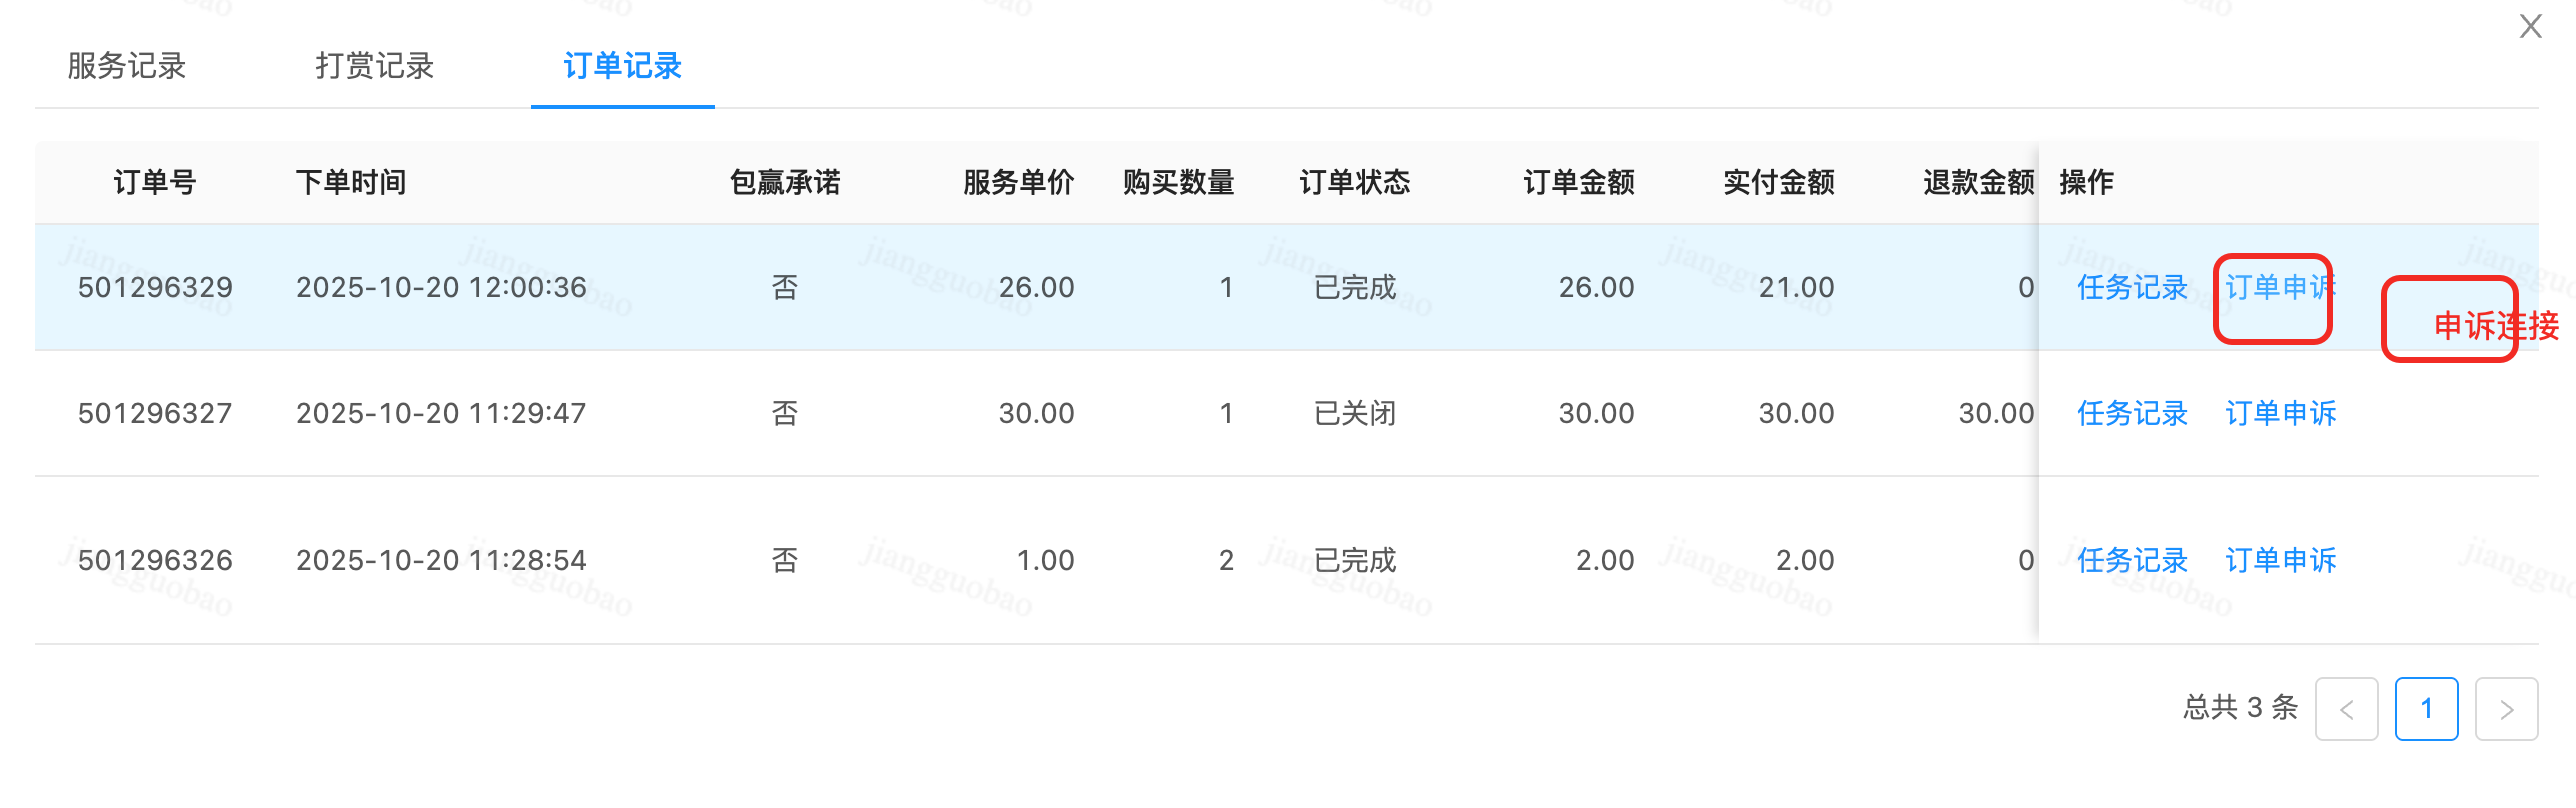 X
服务记录 打赏记录 订单记录
订单号 下单时间 包赢承诺 服务单价 购买数量 订单状态 订单金额 实付金额 退款金额 操作
501296329 2025-10-20 12:00:36 否 26.00 1 已完成 26.00 21.00 0 任务记录 订单申诉
申诉连接
501296327 2025-10-20 11:29:47 否 30.00 1 已关闭 30.00 30.00 30.00 任务记录 订单申诉
501296326 2025-10-20 11:28:54 否 1.00 2 已完成 2.00 2.00 0 任务记录 订单申诉
总共 3 条 < 1 >
jiangguobao